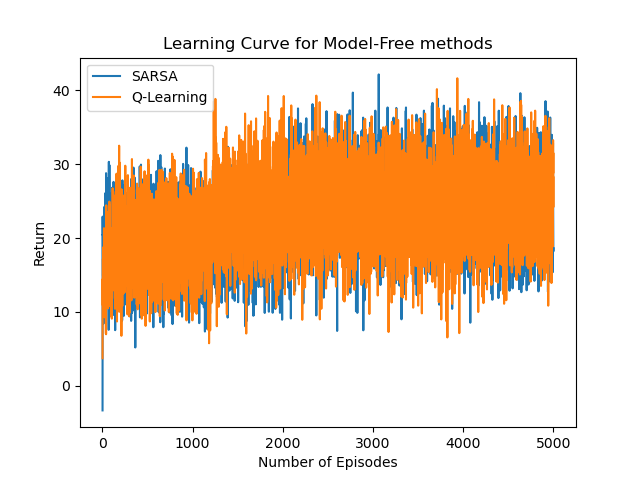 Learning Curve for Model-Free methods
SARSA
Q-Learning
40
30
20
10
0
Return
0 1000 2000 3000 4000 5000
Number of Episodes